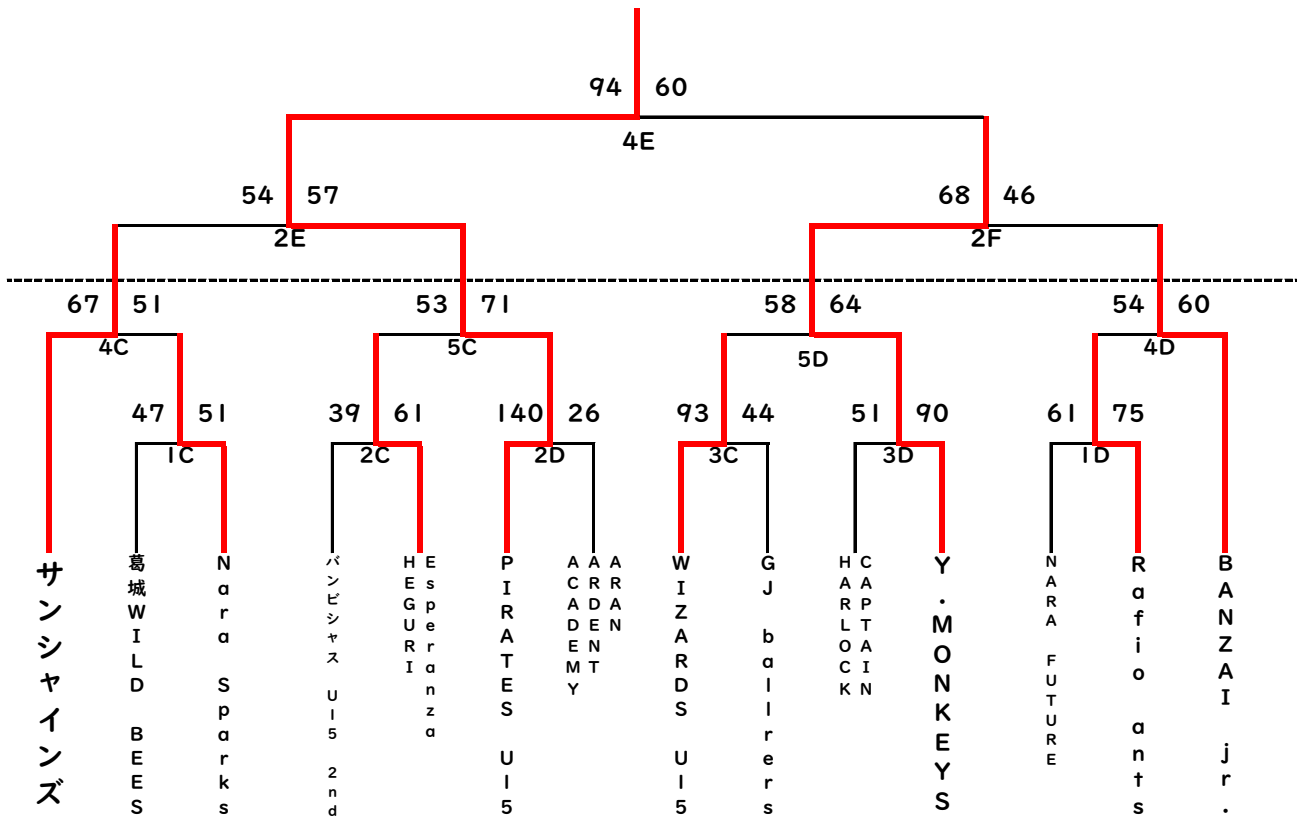 94 60
4E
54 57
68 46
2E
2F
67 51
53 71
58 64
54 60
4C
5C
5D
4D
47 51
39 61
140 26
93 44
51 90
61 75
1C
2C
2D
3C
3D
1D
サンシャインズ
葛城WILD BEES
Nara Sparks
バンビシャス U15 2nd
Esperanza
HEGURI
PIRATES U15
ARAN
ARDENT
ACADEMY
WIZARDS U15
GJ ballrers
CAPTAIN
HARLOCK
Y.MONKEYS
NARA FUTURE
Rafio ants
BANZAI jr.